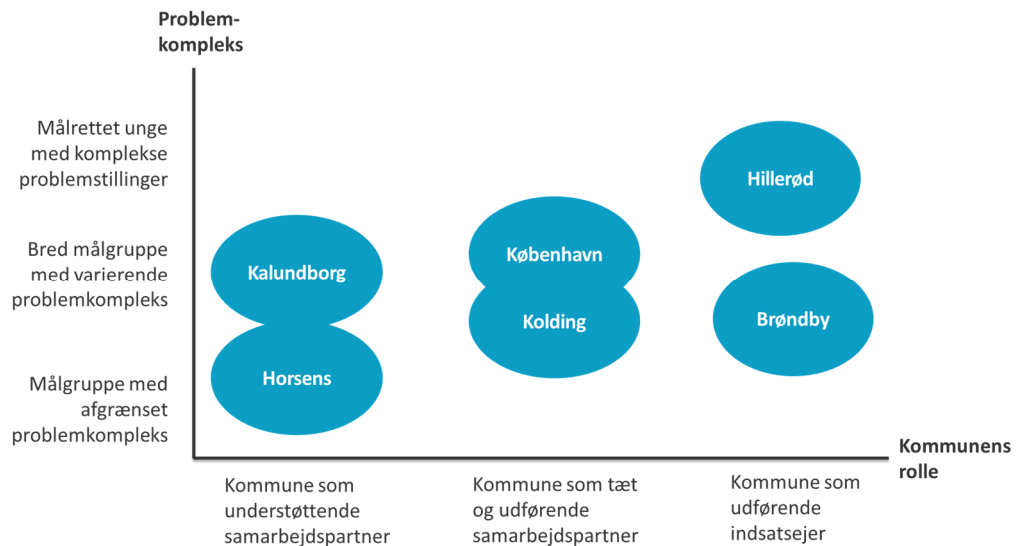 Problem-
kompleks
Målrettet unge
med komplekse
problemstillinger
Hillerød
Bred målgruppe
med varierende
problemkompleks
Kalundborg
København
Kolding
Brøndby
Målgruppe med
afgrænset
problemkompleks
Horsens
Kommunens
rolle
Kommune som
understøttende
samarbejdspartner
Kommune som tæt
og udførende
samarbejdspartner
Kommune som
udførende
indsatsejer